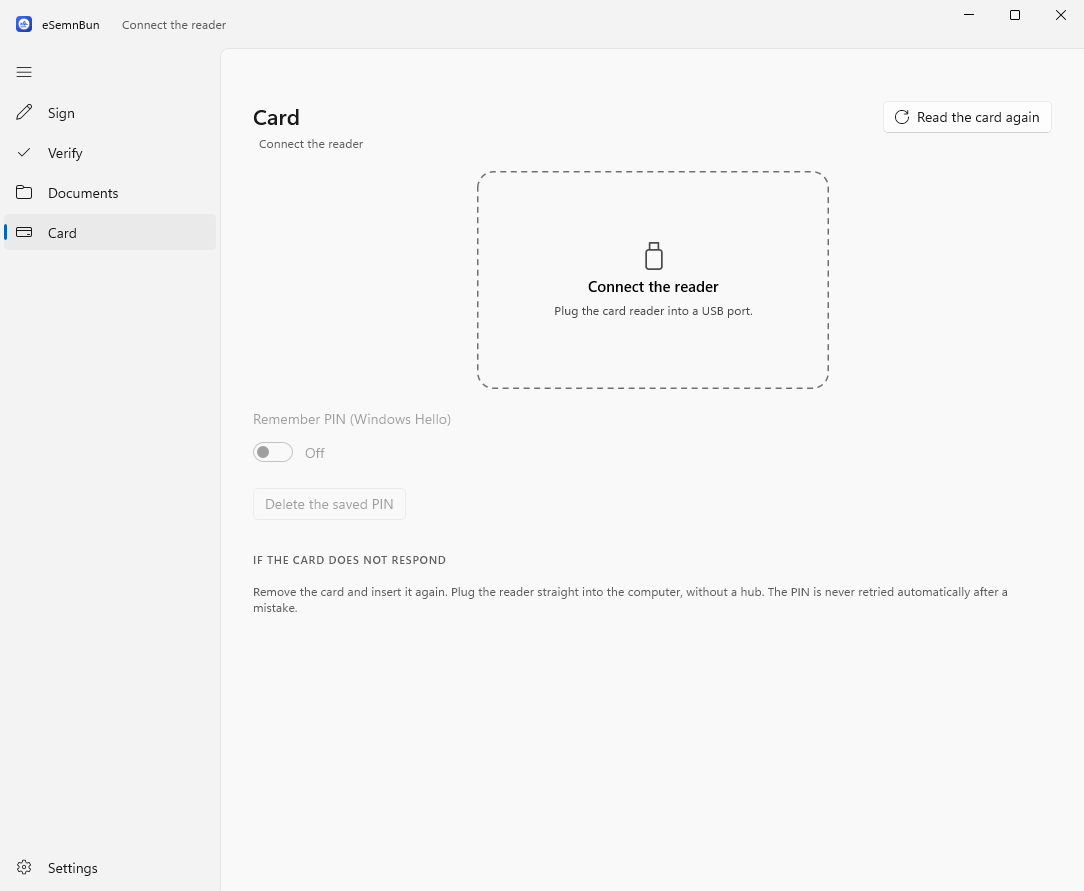 eSemnBun
Connect the reader
Sign
Verify
Documents
Card
Settings
Card
Read the card again
Connect the reader
Connect the reader
Plug the card reader into a USB port.
Remember PIN (Windows Hello)
Off
Delete the saved PIN
IF THE CARD DOES NOT RESPOND
Remove the card and insert it again. Plug the reader straight into the computer, without a hub. The PIN is never retried automatically after a
mistake.